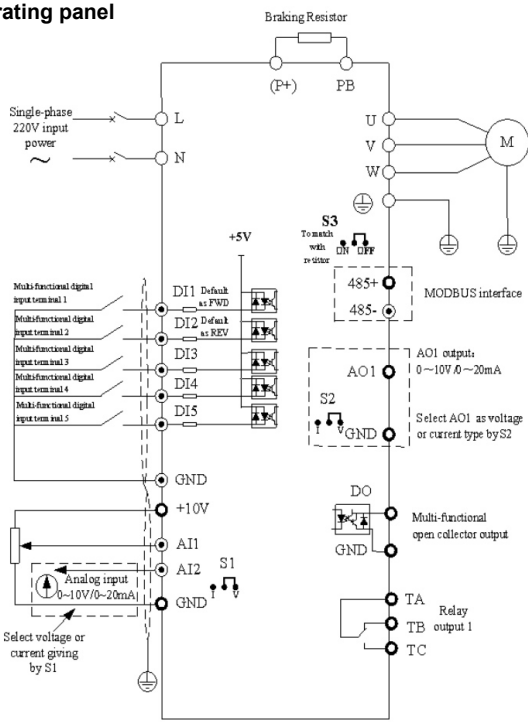 rating panel
Braking Resistor
(P+) PB
Single-phase
220V input
power
L
N
U
V
W
M
S3
To match
with
resistor
ON OFF
+5V
485+
485-
MODBUS interface
Multi-functional digital
input terminal 1
DI1 Default
as FWD
Multi-functional digital
input terminal 2
DI2 Default
as REV
Multi-functional digital
input terminal 3
DI3
Multi-functional digital
input terminal 4
DI4
Multi-functional digital
input terminal 5
DI5
AO1 output:
0～10V /0～20mA
AO1
S2
I V
GND
Select AO1 as voltage
or current type by S2
GND
+10V
AI1
AI2
GND
S1
I V
Analog input
0~10V/0~20mA
Select voltage or
current giving
by S1
DO
GND
Multi-functional
open collector output
TA
TB
TC
Relay
output 1